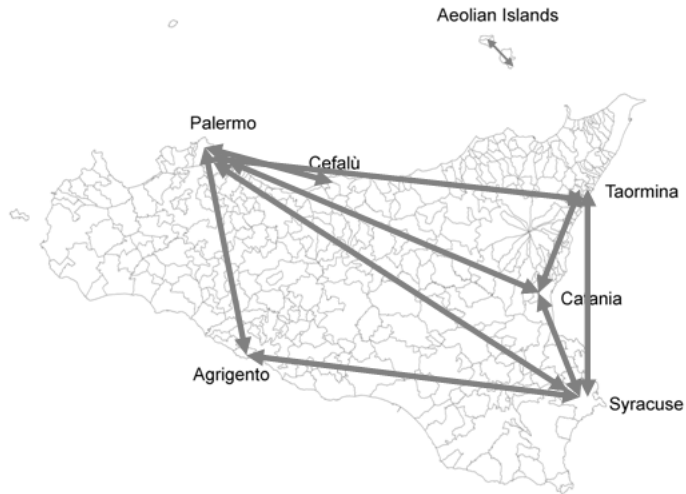 Aeolian Islands
Palermo
Cefalù
Taormina
Catania
Agrigento
Syracuse